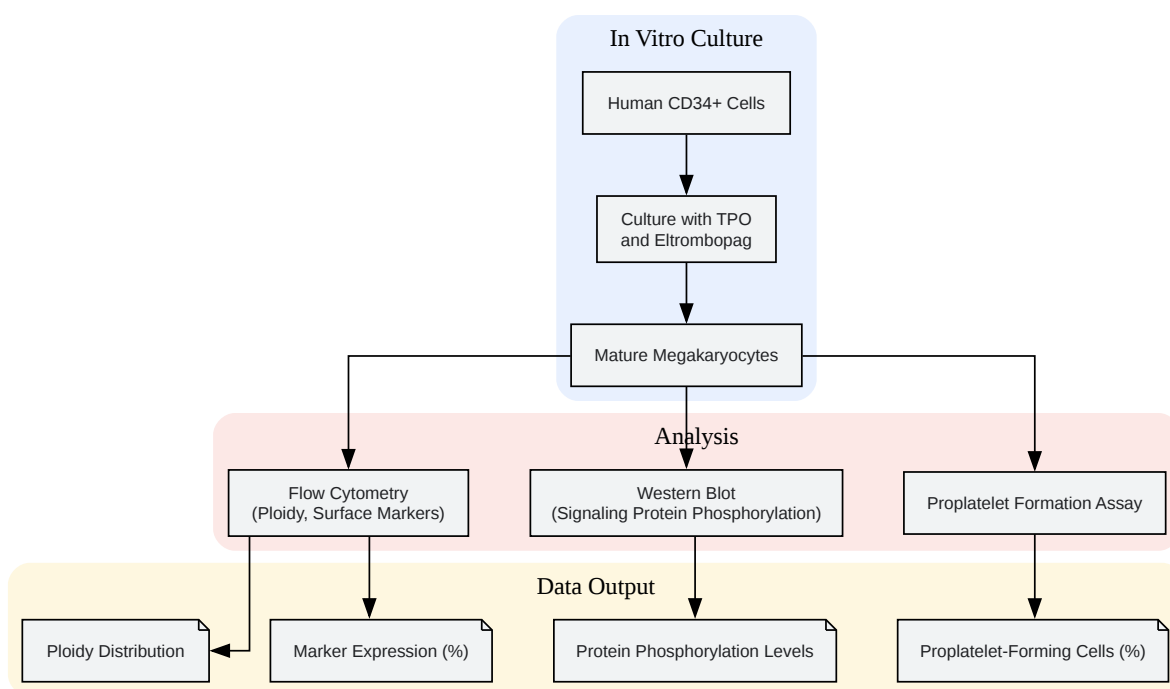 In Vitro Culture
Human CD34+ Cells
Culture with TPO
and Eltrombopag
Mature Megakaryocytes
Analysis
Flow Cytometry
(Ploidy, Surface Markers)
Western Blot
(Signaling Protein Phosphorylation)
Proplatelet Formation Assay
Data Output
Ploidy Distribution
Marker Expression (%)
Protein Phosphorylation Levels
Proplatelet-Forming Cells (%)